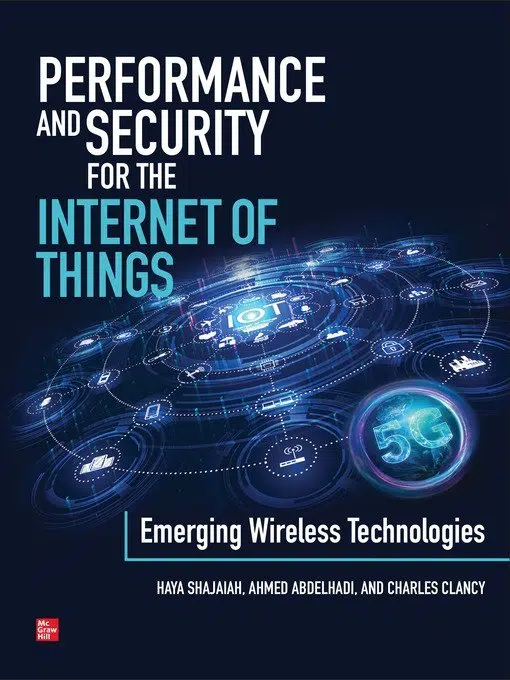 PERFORMANCE
AND SECURITY
FOR THE
INTERNET OF
THINGS
IoT
5G
Emerging Wireless Technologies
HAYA SHAJAIAH, AHMED ABDELHADI, AND CHARLES CLANCY
Mc
Graw
Hill